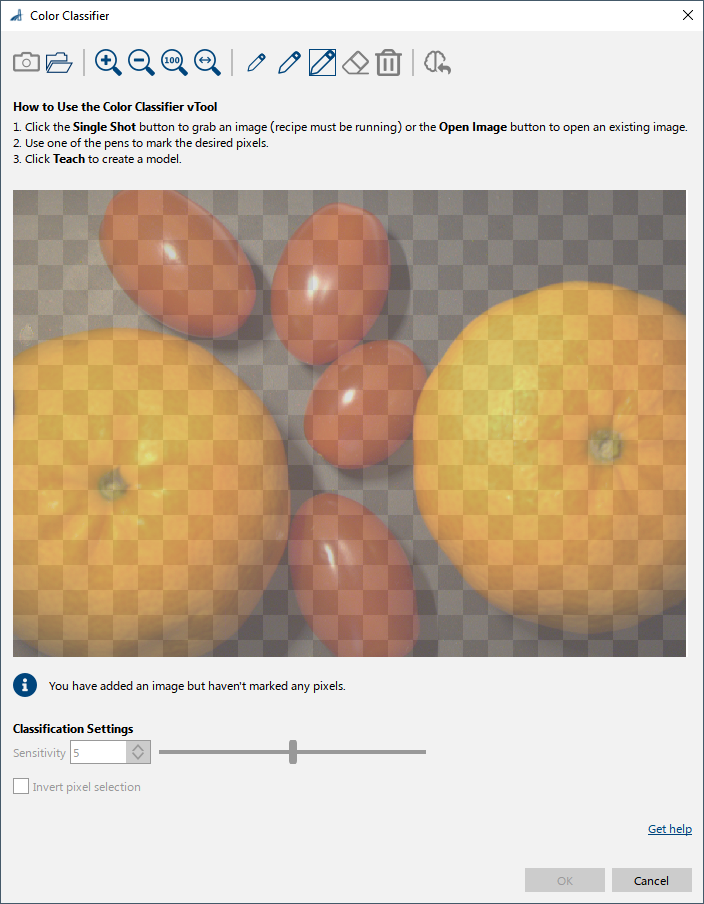 Color Classifier
100
How to Use the Color Classifier vTool
1. Click the Single Shot button to grab an image (recipe must be running) or the Open Image button to open an existing image.
2. Use one of the pens to mark the desired pixels.
3. Click Teach to create a model.
You have added an image but haven't marked any pixels.
Classification Settings
Sensitivity 5
Invert pixel selection
Get help
OK Cancel